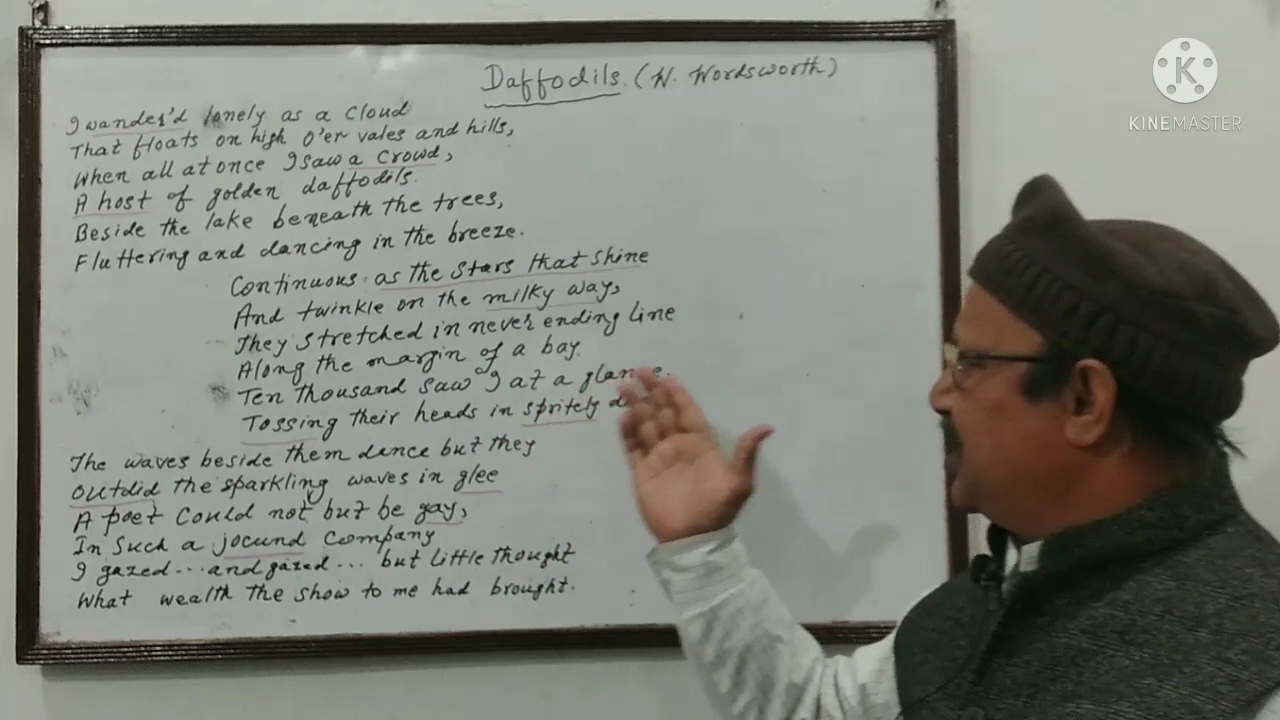 Daffodils. (W. Wordsworth)
I wander'd lonely as a cloud
That floats on high O'er vales and hills,
When all at once I saw a crowd,
A host of golden daffodils.
Beside the lake beneath the trees,
Fluttering and dancing in the breeze.
Continuous as the stars that shine
And twinkle on the milky way,
They stretched in never ending line
Along the margin of a bay.
Ten thousand saw I at a
Tossing their heads in spritely
The waves beside them dance but they
Outdid the sparkling waves in glee
A poet could not but be gay,
In such a jocund company
I gazed... and gazed... but little thought
What wealth the show to me had brought.
K
KINEMASTER